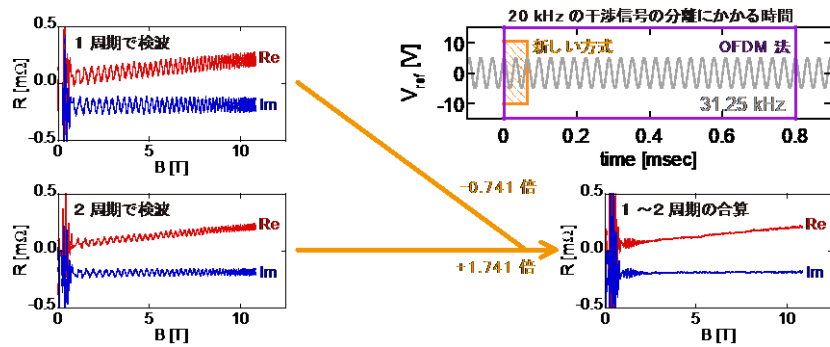 1 周期で検波
Re
Im
R [mΩ]
0.5
0.0
-0.5
0
5
10
B [T]
20 kHz の干渉信号の分離にかかる時間
新しい方式
OFDM 法
31.25 kHz
Vref [V]
10
0
-10
0
0.2
0.4
0.6
0.8
time [msec]
-0.741 倍
+1.741 倍
2 周期で検波
Re
Im
R [mΩ]
0.5
0.0
-0.5
0
5
10
B [T]
1 ～2 周期の合算
Re
Im
R [mΩ]
0.5
0.0
-0.5
0
5
10
B [T]